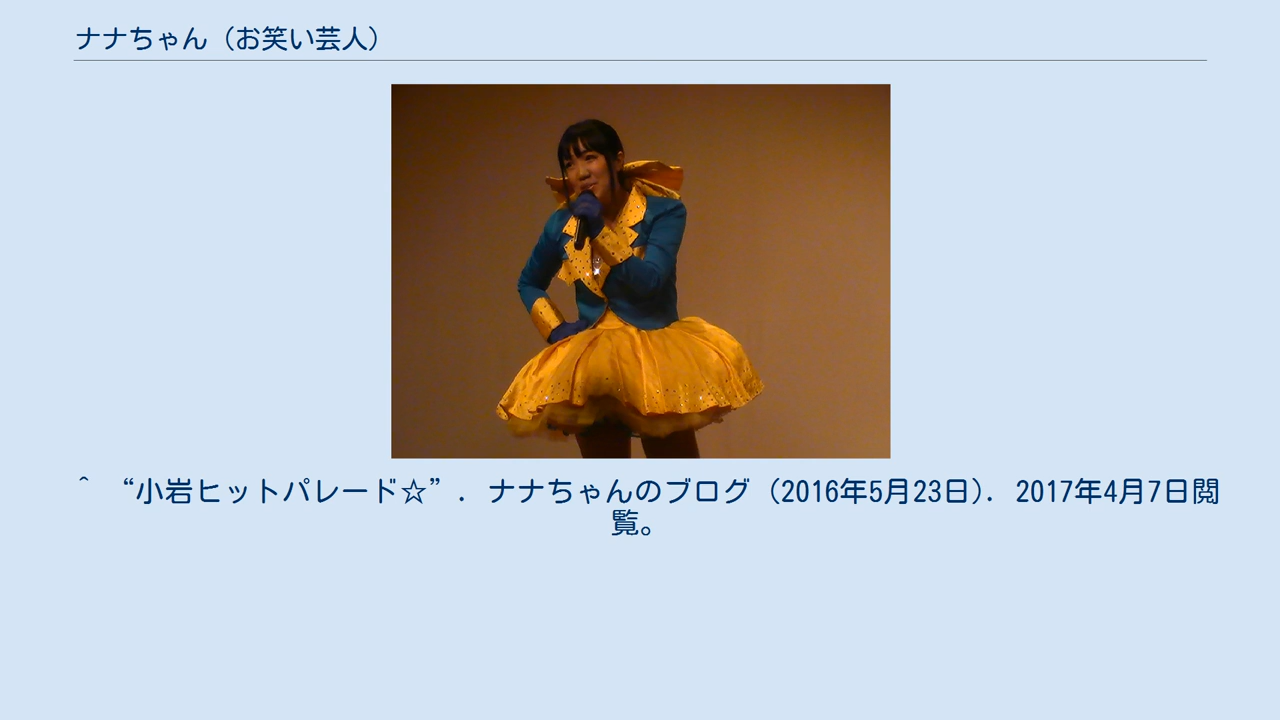 ナナちゃん（お笑い芸人）
^ “小岩ヒットパレード☆”. ナナちゃんのブログ (2016年5月23日). 2017年4月7日閲
覧。